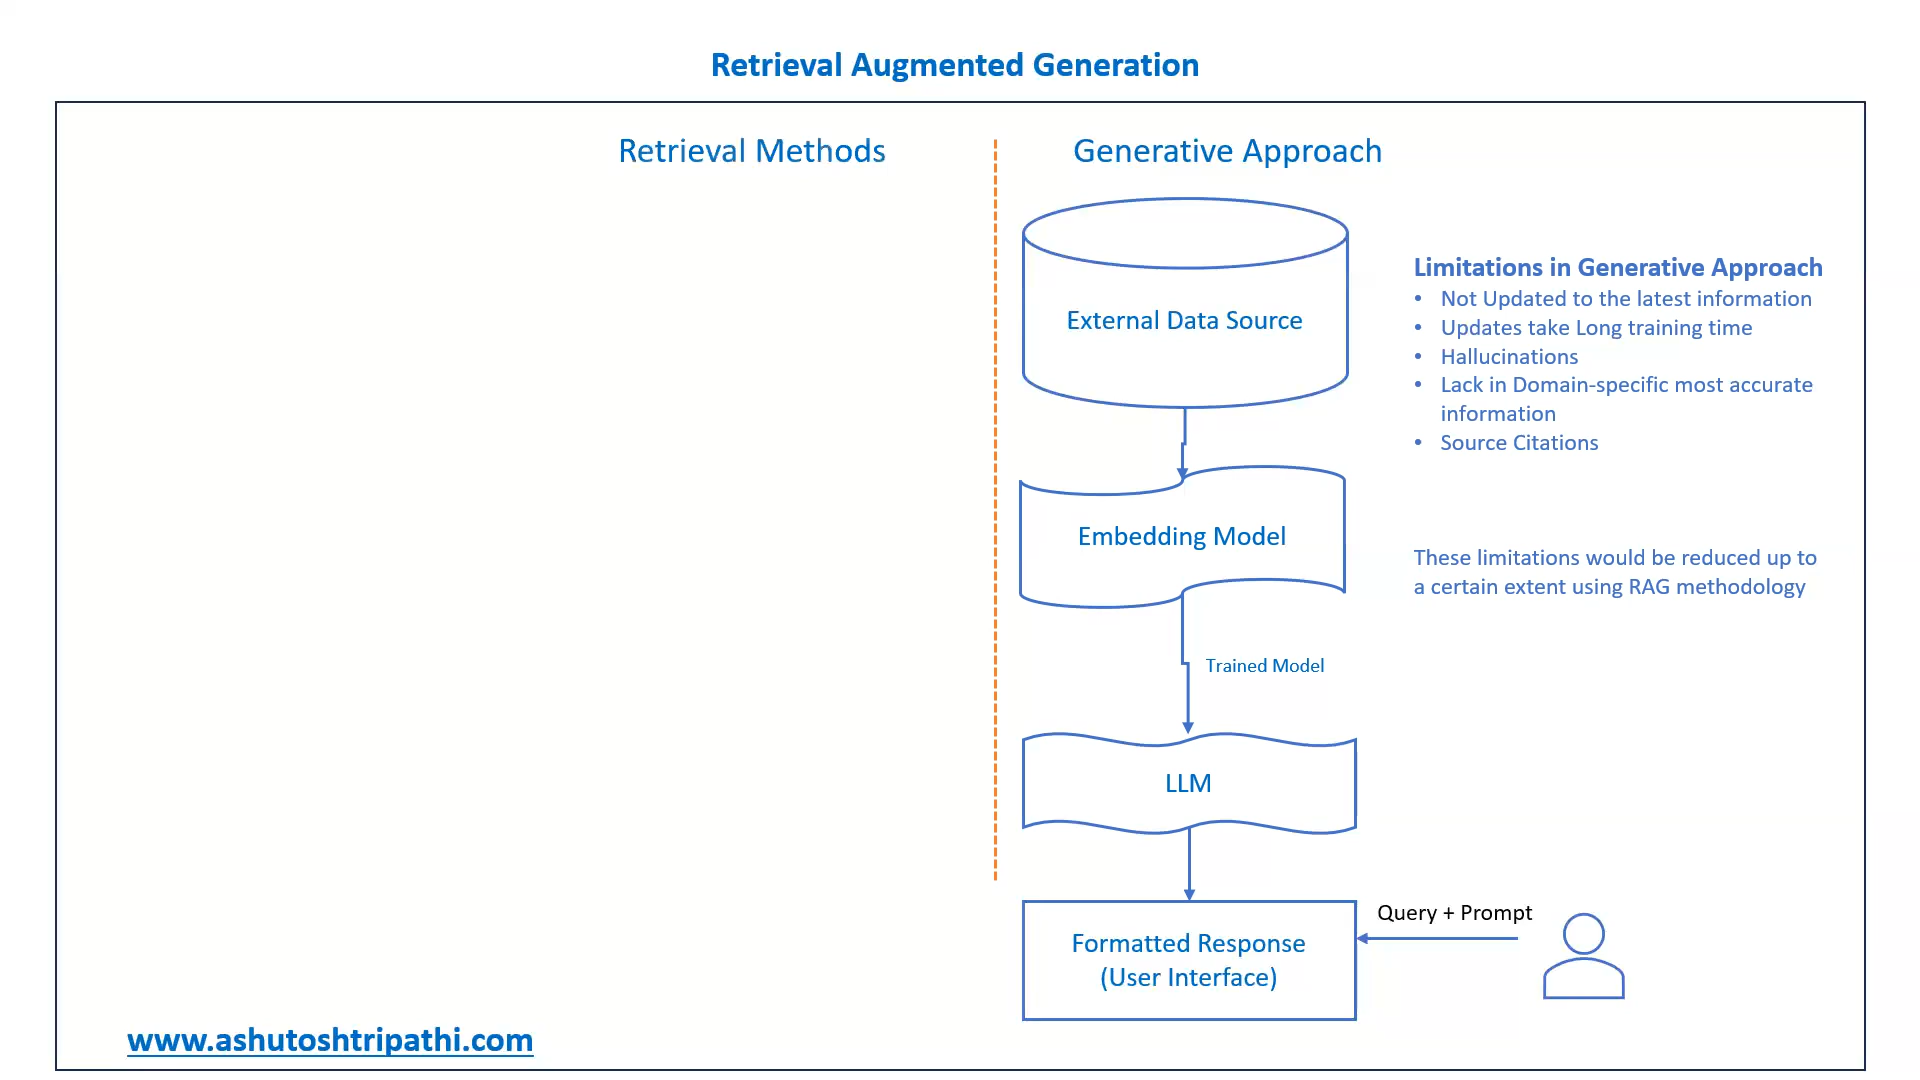 Retrieval Augmented Generation
Retrieval Methods
Generative Approach
External Data Source
Limitations in Generative Approach
• Not Updated to the latest information
• Updates take Long training time
• Hallucinations
• Lack in Domain-specific most accurate
information
• Source Citations
Embedding Model
These limitations would be reduced up to
a certain extent using RAG methodology
Trained Model
LLM
Query + Prompt
Formatted Response
(User Interface)
www.ashutoshtripathi.com